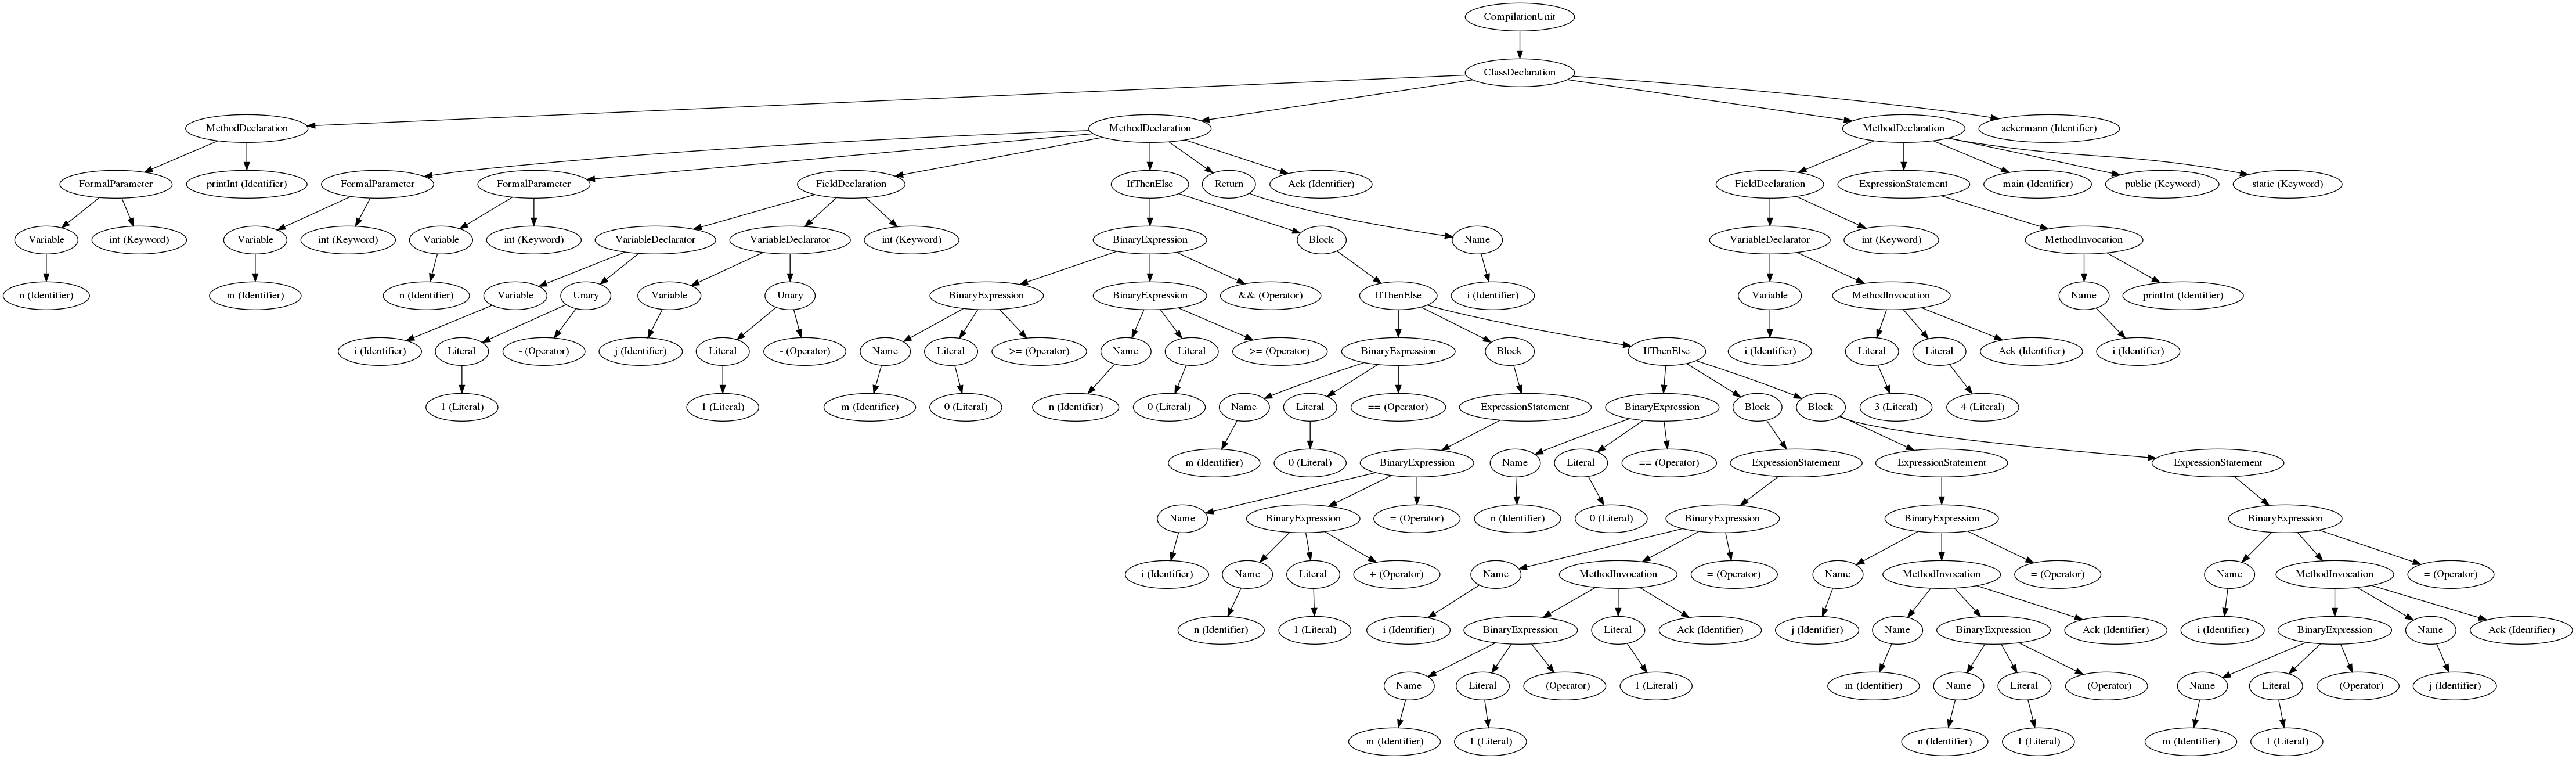 CompilationUnit
ClassDeclaration
MethodDeclaration MethodDeclaration MethodDeclaration ackermann (Identifier)
FormalParameter printInt (Identifier) FormalParameter FormalParameter FieldDeclaration IfThenElse Return Ack (Identifier) FieldDeclaration ExpressionStatement main (Identifier) public (Keyword) static (Keyword)
Variable int (Keyword) Variable int (Keyword) Variable int (Keyword) VariableDeclarator VariableDeclarator int (Keyword) BinaryExpression Block Name VariableDeclarator int (Keyword) MethodInvocation
n (Identifier) m (Identifier) n (Identifier) Variable Unary Variable Unary BinaryExpression BinaryExpression && (Operator) IfThenElse i (Identifier) Variable MethodInvocation Name printInt (Identifier)
i (Identifier) Literal - (Operator) j (Identifier) Literal - (Operator) Name Literal >= (Operator) Name Literal >= (Operator) BinaryExpression Block IfThenElse i (Identifier) Literal Literal Ack (Identifier) i (Identifier)
1 (Literal) 1 (Literal) m (Identifier) 0 (Literal) n (Identifier) 0 (Literal) Name Literal == (Operator) ExpressionStatement BinaryExpression Block Block 3 (Literal) 4 (Literal)
m (Identifier) 0 (Literal) BinaryExpression Name Literal == (Operator) ExpressionStatement ExpressionStatement ExpressionStatement
Name BinaryExpression = (Operator) n (Identifier) 0 (Literal) BinaryExpression BinaryExpression BinaryExpression
i (Identifier) Name Literal + (Operator) Name MethodInvocation = (Operator) Name MethodInvocation = (Operator) Name MethodInvocation = (Operator)
n (Identifier) 1 (Literal) i (Identifier) BinaryExpression Literal Ack (Identifier) j (Identifier) Name BinaryExpression Ack (Identifier) i (Identifier) BinaryExpression Name Ack (Identifier)
Name Literal - (Operator) 1 (Literal) m (Identifier) Name Literal - (Operator) Name Literal - (Operator) j (Identifier)
m (Identifier) 1 (Literal) n (Identifier) 1 (Literal) m (Identifier) 1 (Literal)